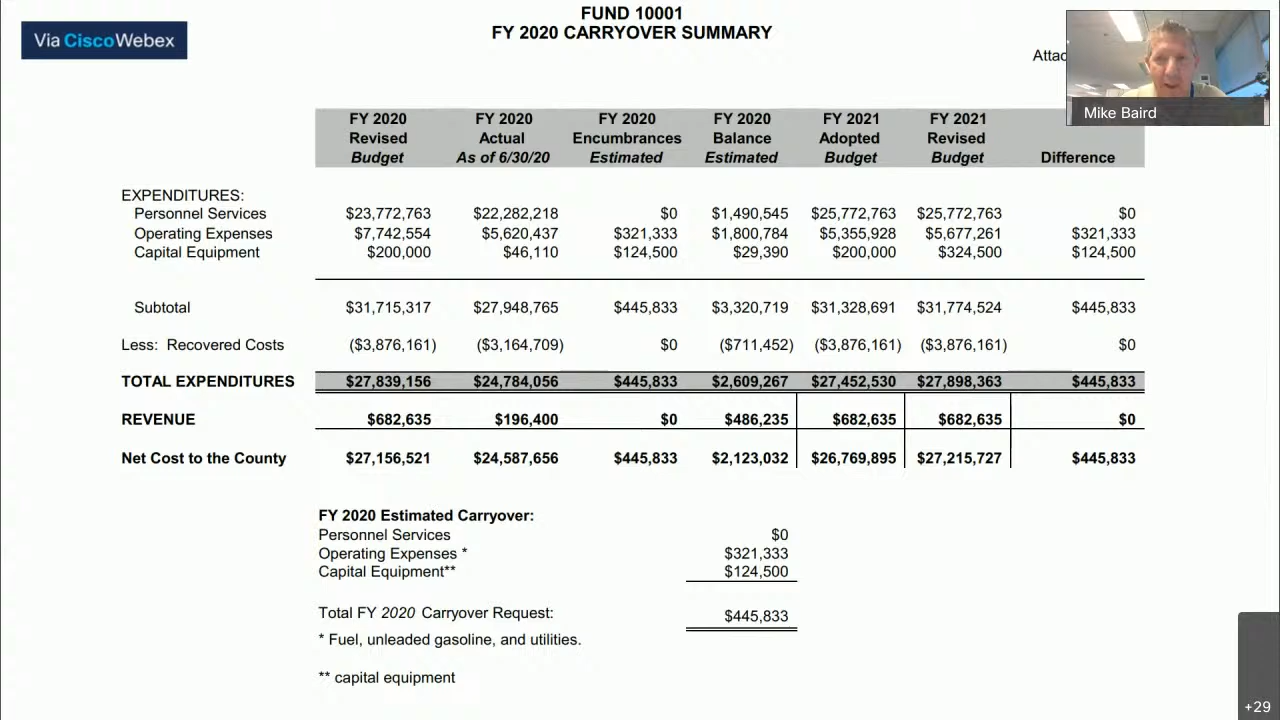 Via CiscoWebex
FUND 10001
FY 2020 CARRYOVER SUMMARY
Mike Baird
FY 2020 FY 2020 FY 2020 FY 2020 FY 2021 FY 2021
Revised Actual Encumbrances Balance Adopted Revised
Budget As of 6/30/20 Estimated Estimated Budget Budget Difference
EXPENDITURES:
Personnel Services $23,772,763 $22,282,218 $0 $1,490,545 $25,772,763 $25,772,763 $0
Operating Expenses $7,742,554 $5,620,437 $321,333 $1,800,784 $5,355,928 $5,677,261 $321,333
Capital Equipment $200,000 $46,110 $124,500 $29,390 $200,000 $324,500 $124,500
Subtotal $31,715,317 $27,948,765 $445,833 $3,320,719 $31,328,691 $31,774,524 $445,833
Less: Recovered Costs ($3,876,161) ($3,164,709) $0 ($711,452) ($3,876,161) ($3,876,161) $0
TOTAL EXPENDITURES $27,839,156 $24,784,056 $445,833 $2,609,267 $27,452,530 $27,898,363 $445,833
REVENUE $682,635 $196,400 $0 $486,235 $682,635 $682,635 $0
Net Cost to the County $27,156,521 $24,587,656 $445,833 $2,123,032 $26,769,895 $27,215,727 $445,833
FY 2020 Estimated Carryover:
Personnel Services $0
Operating Expenses * $321,333
Capital Equipment** $124,500
Total FY 2020 Carryover Request: $445,833
* Fuel, unleaded gasoline, and utilities.
** capital equipment
+29